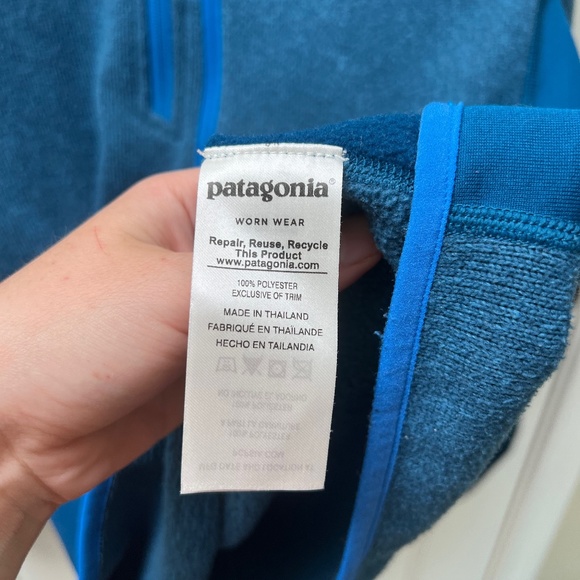 patagonia®
WORN WEAR
Repair, Reuse, Recycle
This Product
www.patagonia.com
100% POLYESTER
EXCLUSIVE OF TRIM
MADE IN THAILAND
FABRIQUÉ EN THAÏLANDE
HECHO EN TAILANDIA